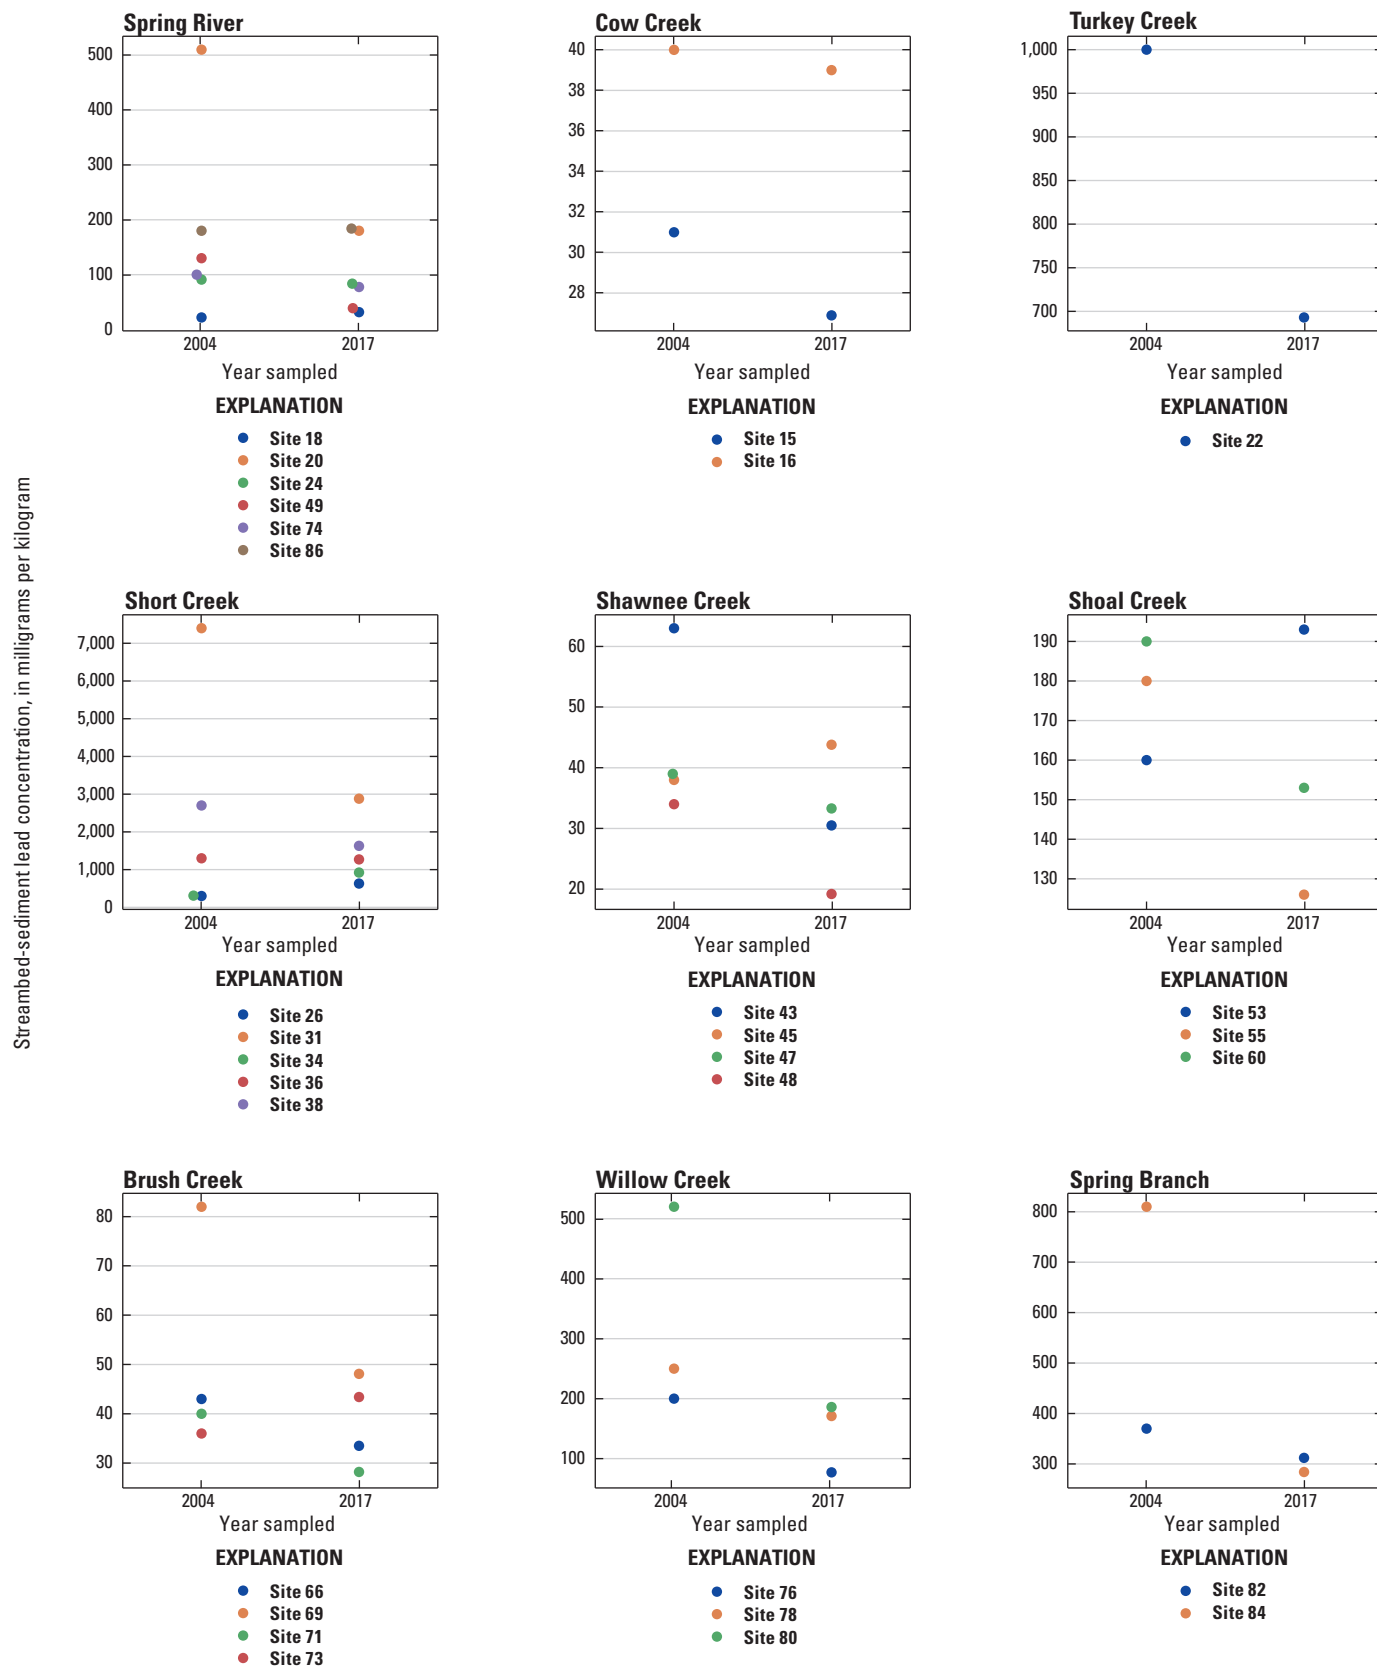 Streambed-sediment lead concentration, in milligrams per kilogram
Spring River
500
400
300
200
100
0
2004 2017
Year sampled
EXPLANATION
Site 18
Site 20
Site 24
Site 49
Site 74
Site 86
Cow Creek
40
38
36
34
32
30
28
2004 2017
Year sampled
EXPLANATION
Site 15
Site 16
Turkey Creek
1,000
950
900
850
800
750
700
2004 2017
Year sampled
EXPLANATION
Site 22
Short Creek
7,000
6,000
5,000
4,000
3,000
2,000
1,000
0
2004 2017
Year sampled
EXPLANATION
Site 26
Site 31
Site 34
Site 36
Site 38
Shawnee Creek
60
50
40
30
20
2004 2017
Year sampled
EXPLANATION
Site 43
Site 45
Site 47
Site 48
Shoal Creek
190
180
170
160
150
140
130
2004 2017
Year sampled
EXPLANATION
Site 53
Site 55
Site 60
Brush Creek
80
70
60
50
40
30
2004 2017
Year sampled
EXPLANATION
Site 66
Site 69
Site 71
Site 73
Willow Creek
500
400
300
200
100
2004 2017
Year sampled
EXPLANATION
Site 76
Site 78
Site 80
Spring Branch
800
700
600
500
400
300
2004 2017
Year sampled
EXPLANATION
Site 82
Site 84